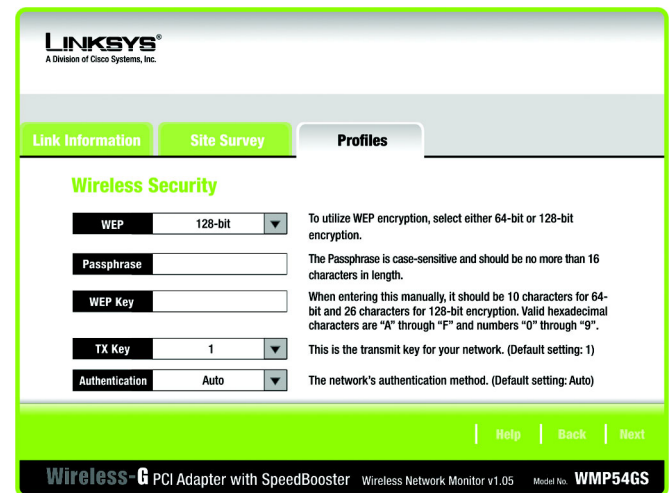 LINKSYS®
A Division of Cisco Systems, Inc.
Link Information
Site Survey
Profiles
Wireless Security
WEP
128-bit
To utilize WEP encryption, select either 64-bit or 128-bit
encryption.
Passphrase
The Passphrase is case-sensitive and should be no more than 16
characters in length.
WEP Key
When entering this manually, it should be 10 characters for 64-
bit and 26 characters for 128-bit encryption. Valid hexadecimal
characters are “A” through “F” and numbers “0” through “9”.
TX Key
1
This is the transmit key for your network. (Default setting: 1)
Authentication
Auto
The network’s authentication method. (Default setting: Auto)
Help
Back
Next
Wireless-G PCI Adapter with SpeedBooster Wireless Network Monitor v1.05 Model No. WMP54GS